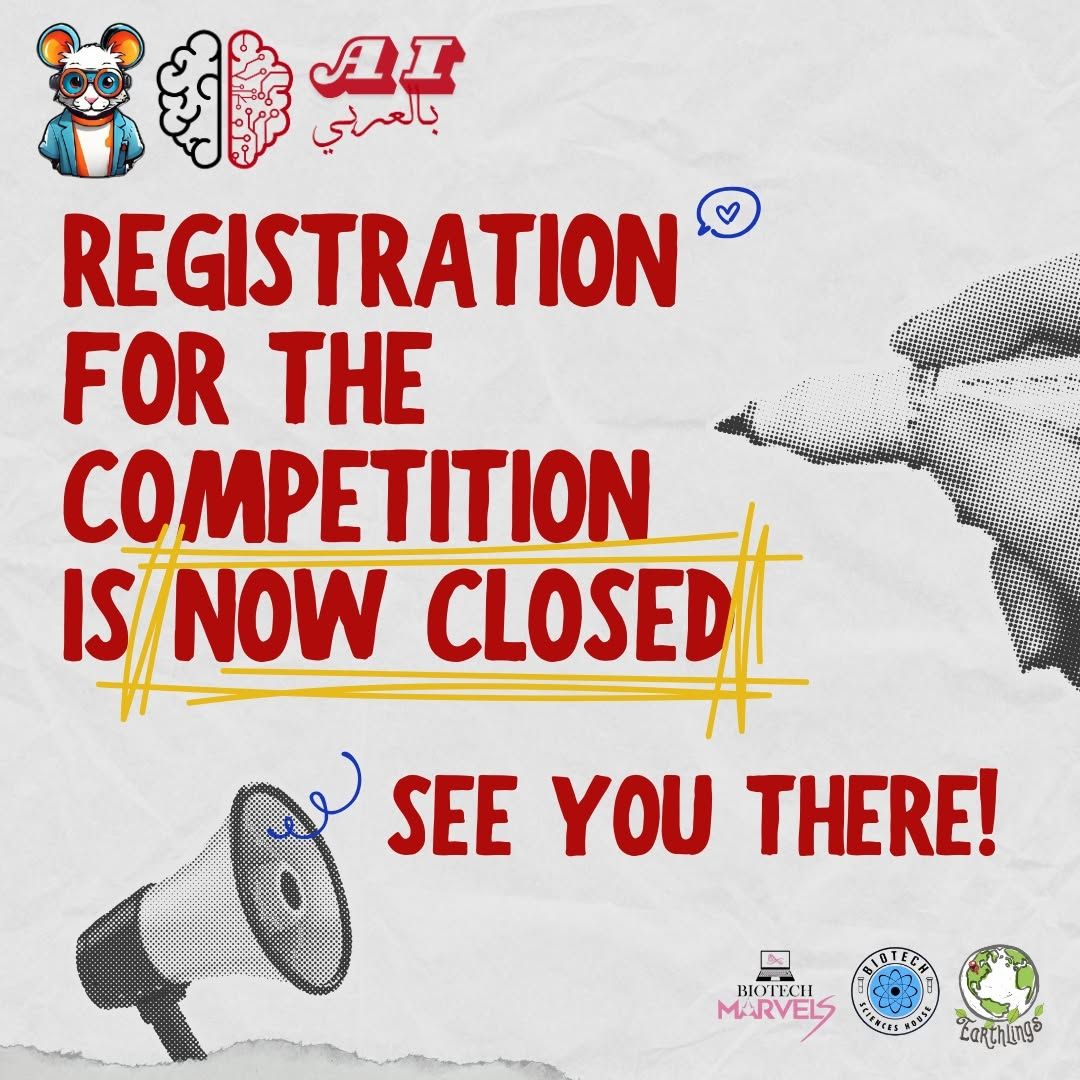 AI
بالعربي
REGISTRATION
FOR THE
COMPETITION
IS NOW CLOSED
SEE YOU THERE!
BIOTECH
MARVELS
BIOTECH
SCIENCES HOUSE
EARTHLINGS